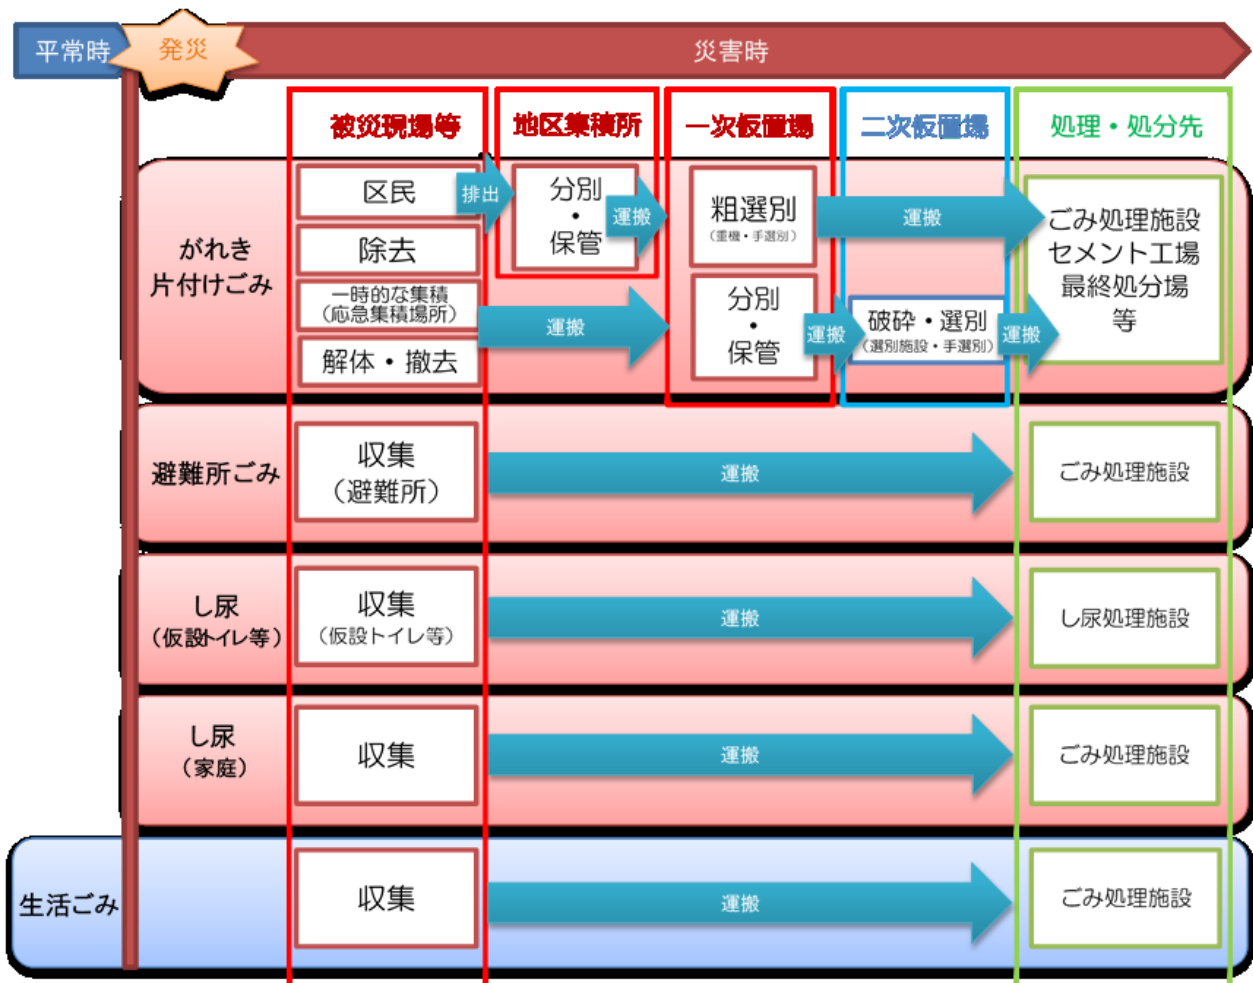 平常時
発災
災害時
被災現場等
地区集積所
一次仮置場
二次仮置場
処理・処分先
がれき
片付けごみ
区民
排出
除去
一時的な集積
（応急集積場所）
解体・撤去
運搬
分別
・
保管
運搬
粗選別
（重機・手選別）
分別
・
保管
運搬
運搬
破砕・選別
（選別施設・手選別）
運搬
ごみ処理施設
セメント工場
最終処分場
等
避難所ごみ
収集
（避難所）
運搬
ごみ処理施設
し尿
（仮設トイレ等）
収集
（仮設トイレ等）
運搬
し尿処理施設
し尿
（家庭）
収集
運搬
ごみ処理施設
生活ごみ
収集
運搬
ごみ処理施設